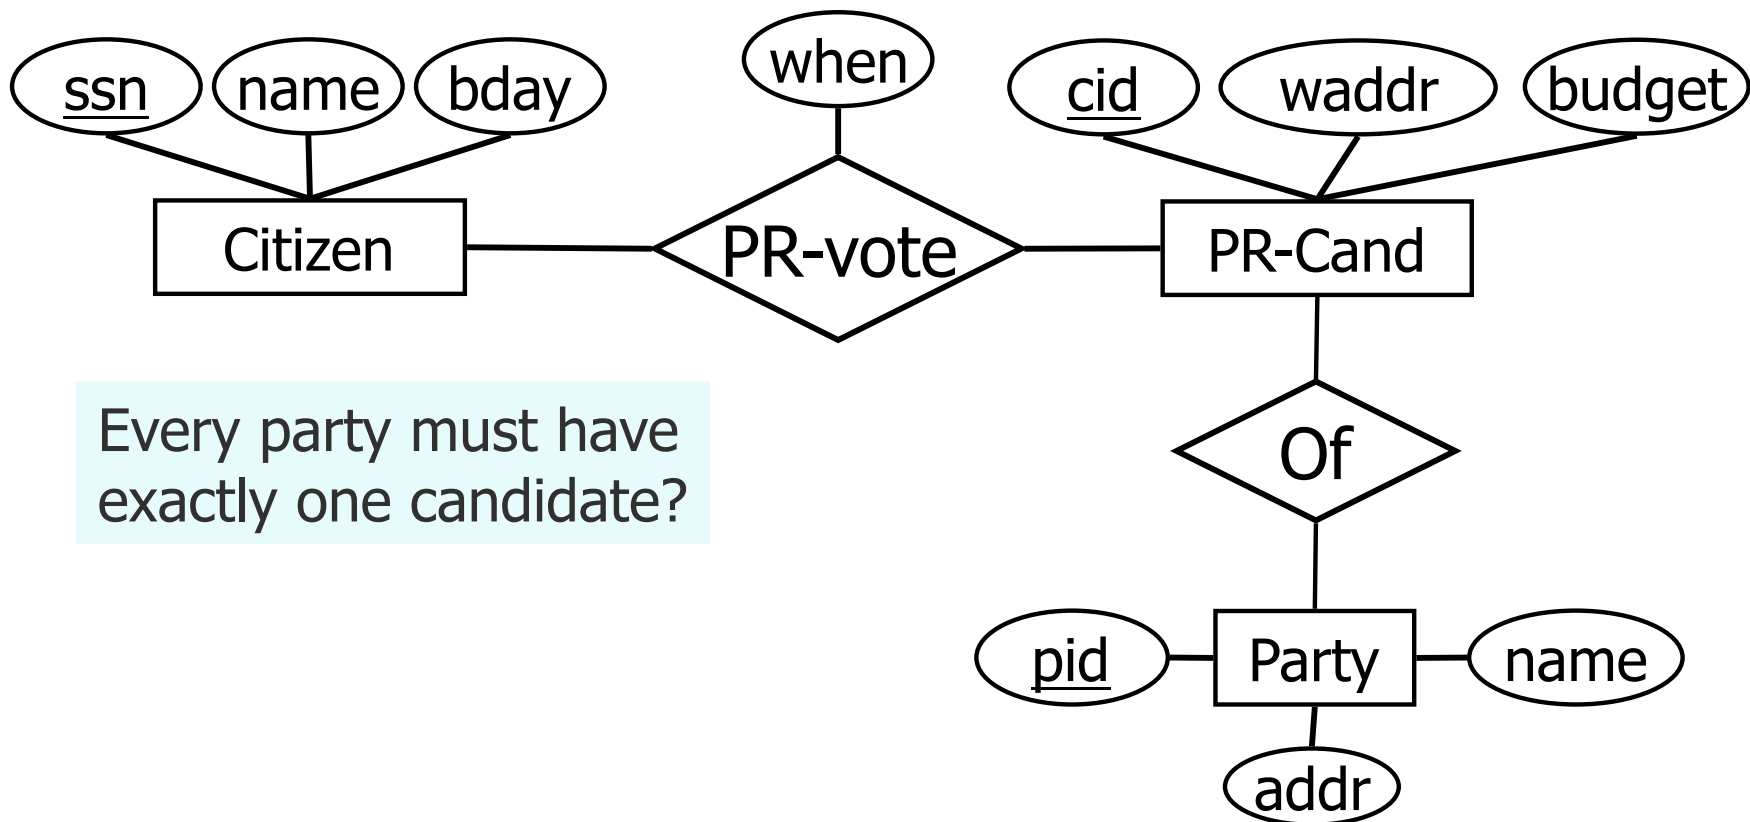 when
ssn name bday
cid waddr budget
Citizen PR-vote PR-Cand
Every party must have
exactly one candidate?
Of
pid Party name
addr